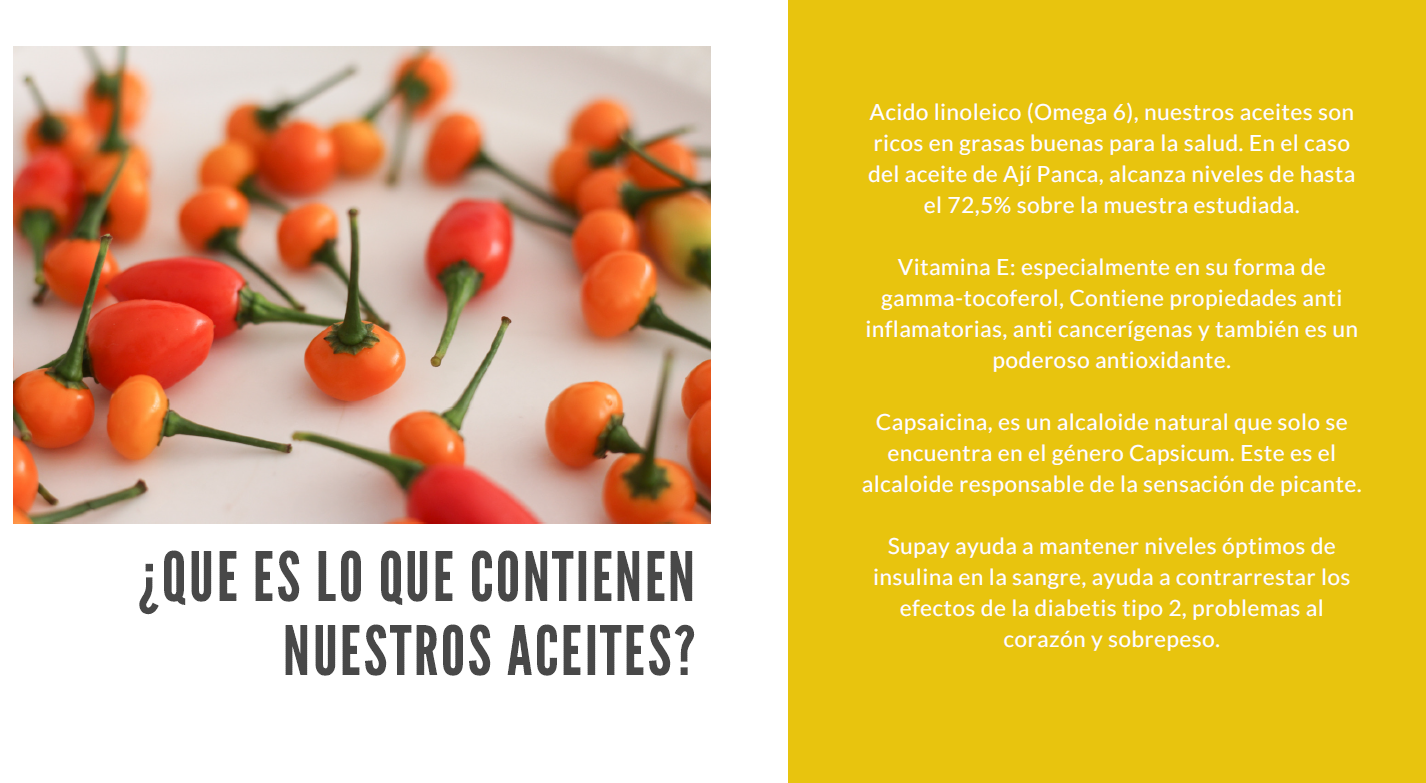 ¿QUE ES LO QUE CONTIENEN
NUESTROS ACEITES?
Acido linoleico (Omega 6), nuestros aceites son
ricos en grasas buenas para la salud. En el caso
del aceite de Ají Panca, alcanza niveles de hasta
el 72,5% sobre la muestra estudiada.
Vitamina E: especialmente en su forma de
gamma-tocoferol, Contiene propiedades anti
inflamatorias, anti cancerígenas y también es un
poderoso antioxidante.
Capsaicina, es un alcaloide natural que solo se
encuentra en el género Capsicum. Este es el
alcaloide responsable de la sensación de picante.
Supay ayuda a mantener niveles óptimos de
insulina en la sangre, ayuda a contrarrestar los
efectos de la diabetis tipo 2, problemas al
corazón y sobrepeso.